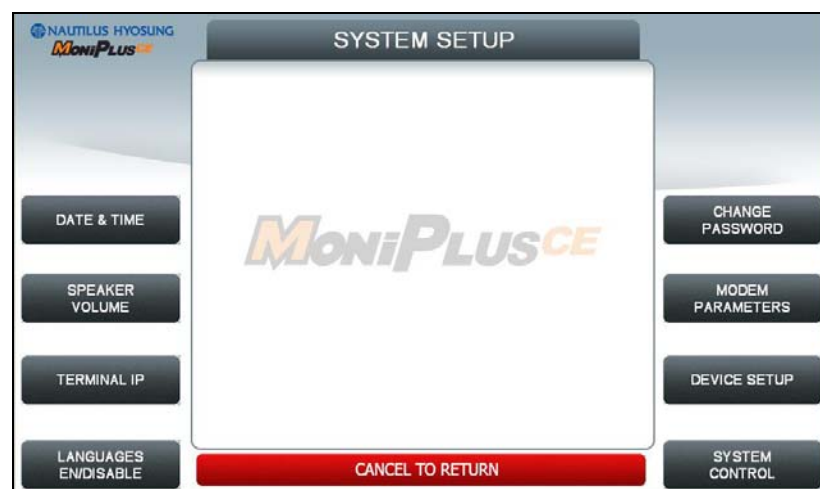 NAUTILUS HYOSUNG
MONiPLUSCE
SYSTEM SETUP
DATE & TIME
SPEAKER
VOLUME
TERMINAL IP
LANGUAGES
EN/DISABLE
MONiPLUSCE
CANCEL TO RETURN
CHANGE
PASSWORD
MODEM
PARAMETERS
DEVICE SETUP
SYSTEM
CONTROL